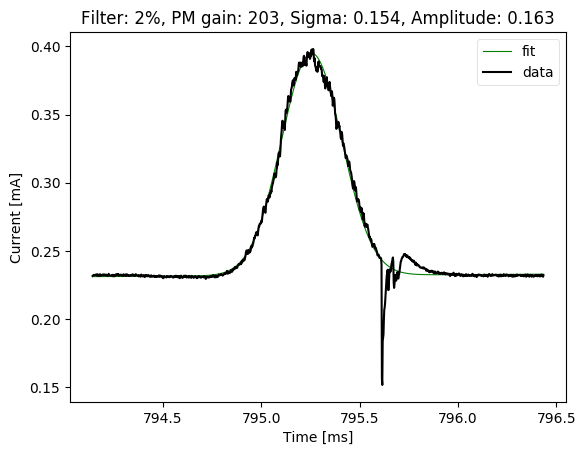 Filter: 2%, PM gain: 203, Sigma: 0.154, Amplitude: 0.163
fit
data
0.40
0.35
0.30
0.25
0.20
0.15
Current [mA]
794.5
795.0
795.5
796.0
796.5
Time [ms]